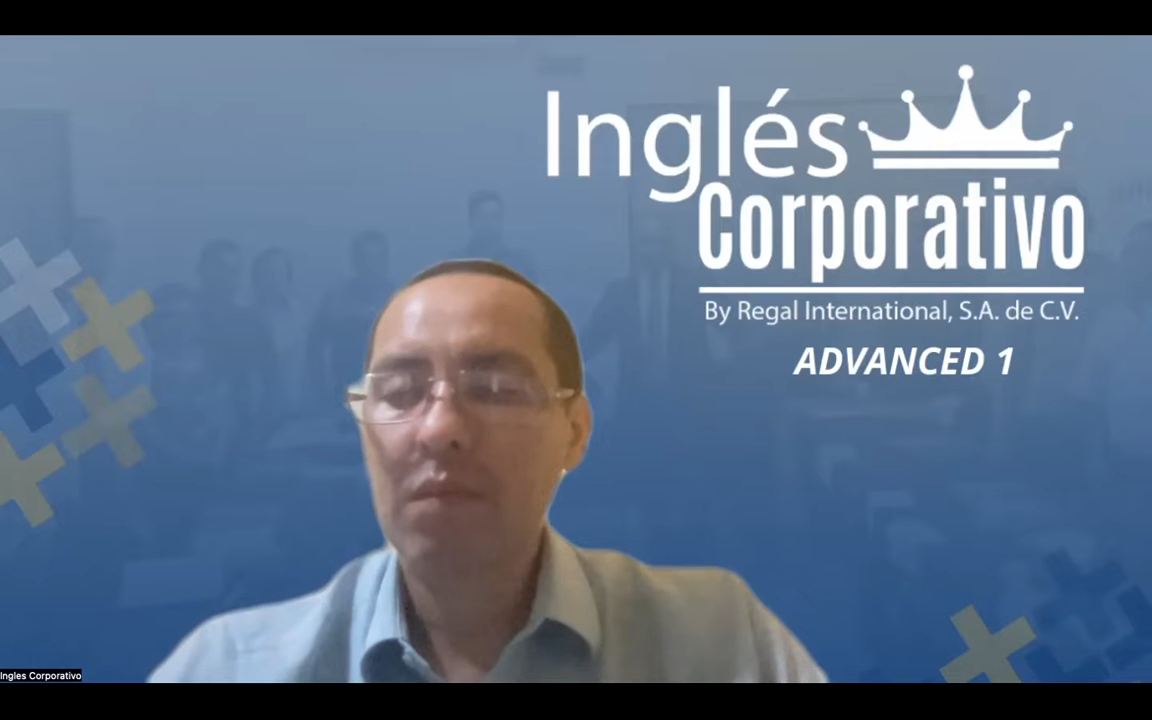 Inglés
Corporativo
By Regal International, S.A. de C.V.
ADVANCED 1
Ingles Corporativo